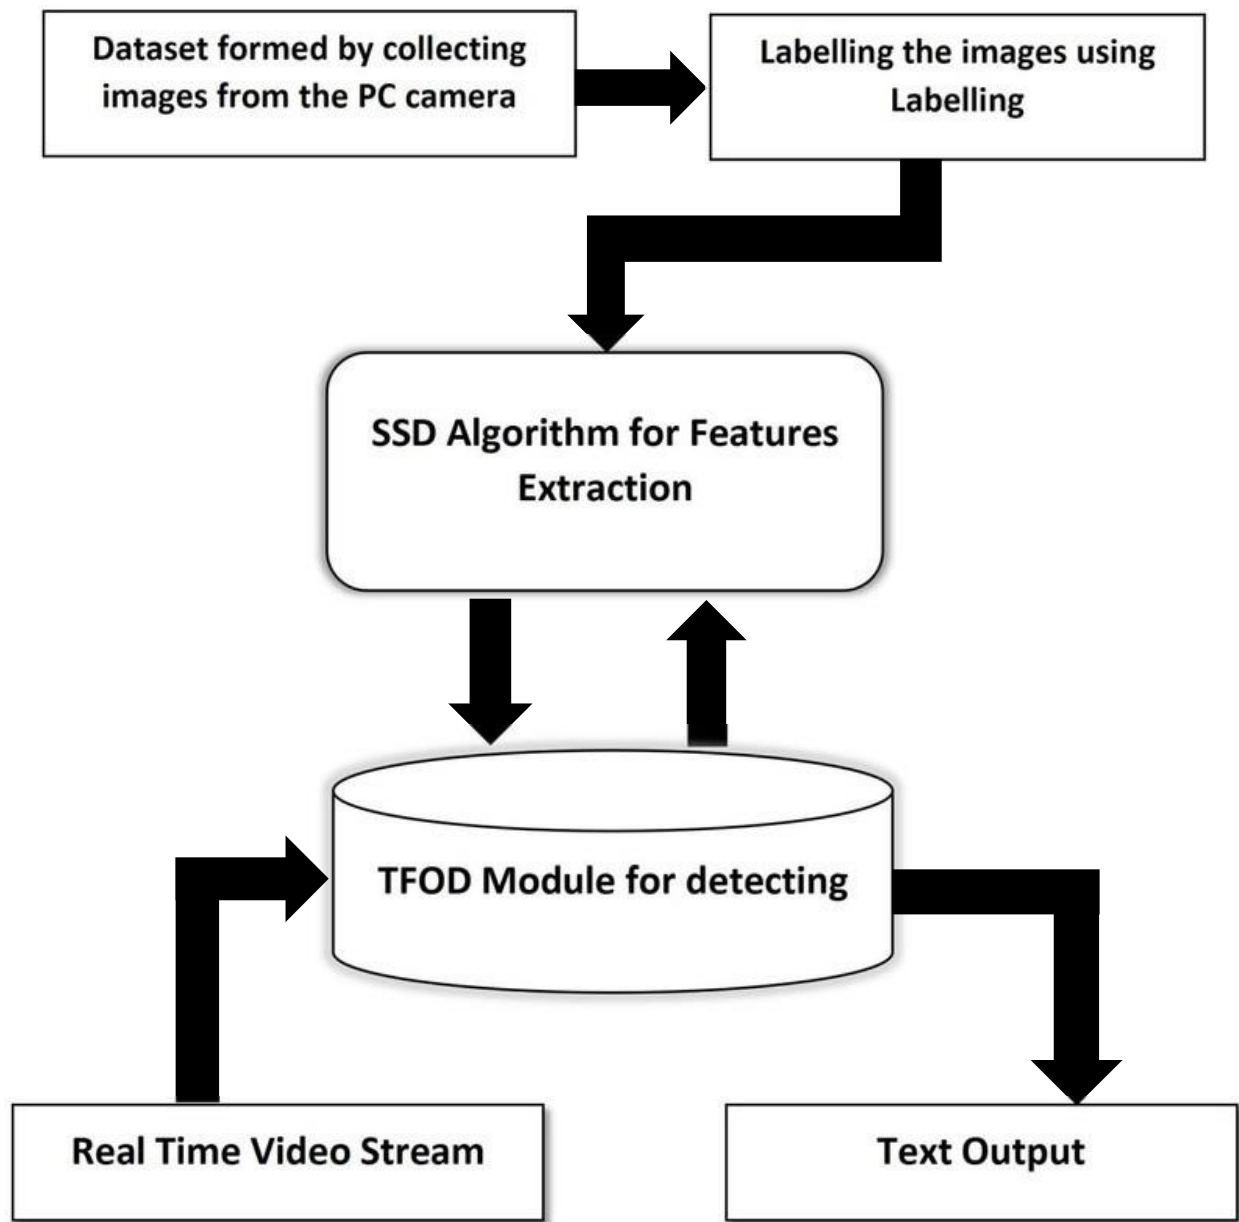 Dataset formed by collecting
images from the PC camera
Labelling the images using
Labelling
SSD Algorithm for Features
Extraction
TFOD Module for detecting
Real Time Video Stream
Text Output